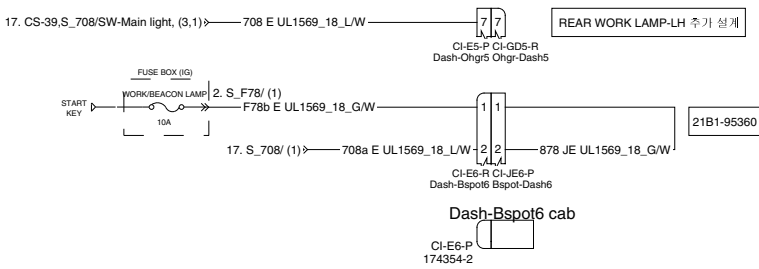 17. CS-39,S_708/SW-Main light, (3,1) 708 E UL1569_18_L/W 7 7
REAR WORK LAMP-LH 추가 설계
CI-E5-P CI-GD5-R
Dash-Ohgr5 Ohgr-Dash5
FUSE BOX (IG)
WORK/BEACON LAMP 2. S_F78/ (1)
START
KEY
F78b E UL1569_18_G/W 1 1
10A
21B1-95360
17. S_708/ (1) 708a E UL1569_18_L/W 2 2 878 JE UL1569_18_G/W
CI-E6-R CI-JE6-P
Dash-Bspot6 Bspot-Dash6
Dash-Bspot6 cab
CI-E6-P
174354-2